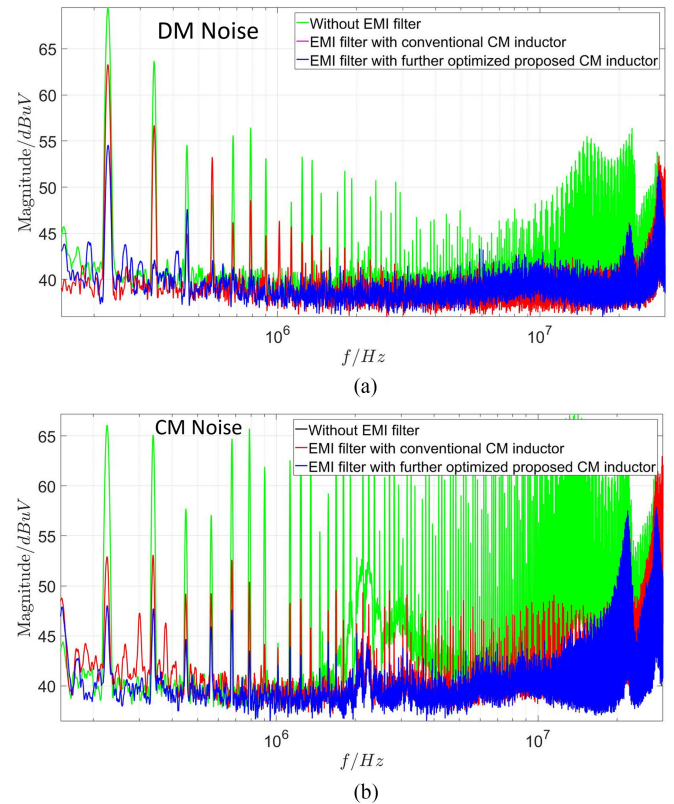 DM Noise
Without EMI filter
EMI filter with conventional CM inductor
EMI filter with further optimized proposed CM inductor
Magnitude/dBuV
65
60
55
50
45
40
10^6
10^7
f/Hz
(a)
CM Noise
Without EMI filter
EMI filter with conventional CM inductor
EMI filter with further optimized proposed CM inductor
Magnitude/dBuV
65
60
55
50
45
40
10^6
10^7
f/Hz
(b)